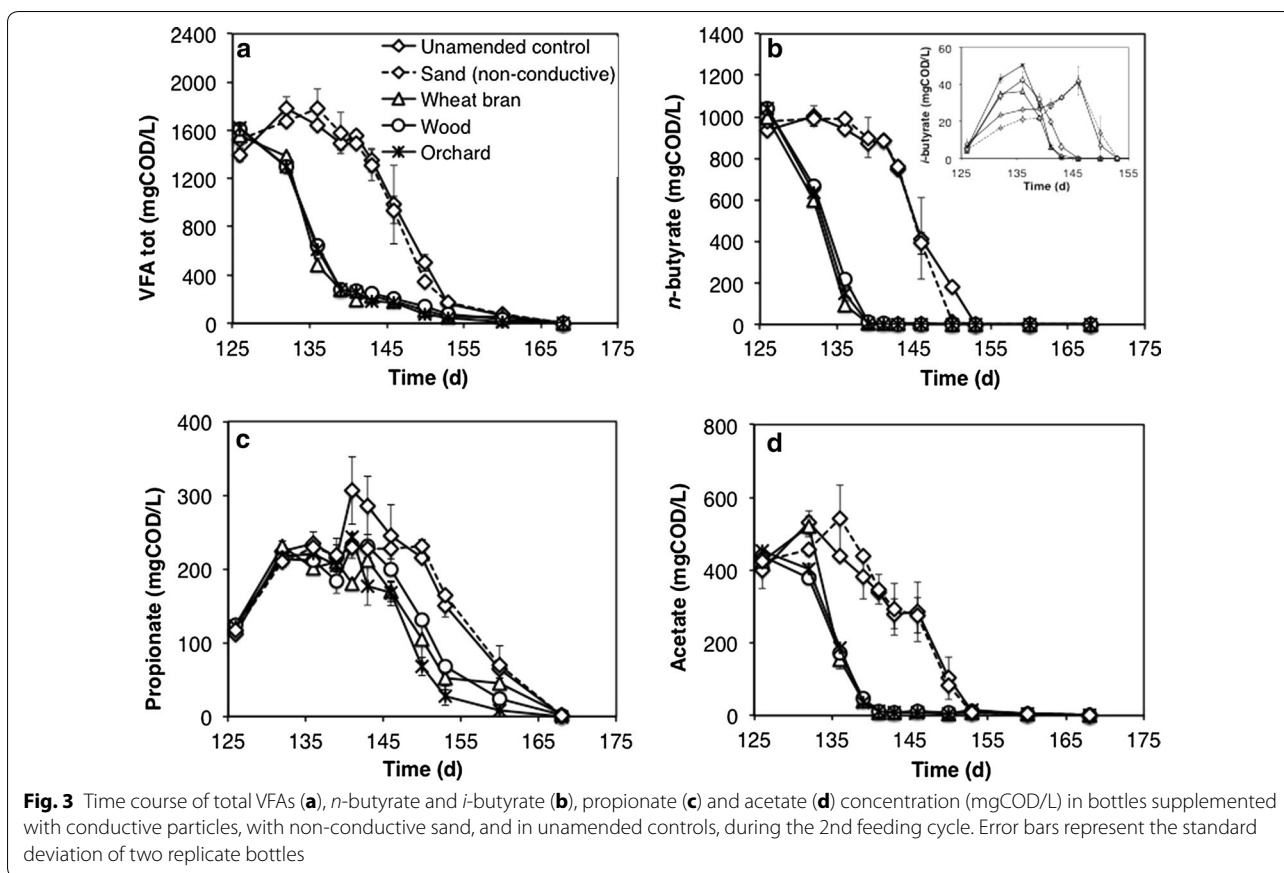 a
VFA tot (mgCOD/L)
2400
2000
1600
1200
800
400
0
125 135 145 155 165 175
Time (d)
Unamended control
Sand (non-conductive)
Wheat bran
Wood
Orchard
b
n-butyrate (mgCOD/L)
1400
1200
1000
800
600
400
200
0
125 135 145 155 165 175
Time (d)
i-butyrate (mgCOD/L)
60
40
20
0
125 135 145 155
Time (d)
c
Propionate (mgCOD/L)
400
300
200
100
0
125 135 145 155 165 175
Time (d)
d
Acetate (mgCOD/L)
800
600
400
200
0
125 135 145 155 165 175
Time (d)
Fig. 3 Time course of total VFAs (a), n-butyrate and i-butyrate (b), propionate (c) and acetate (d) concentration (mgCOD/L) in bottles supplemented
with conductive particles, with non-conductive sand, and in unamended controls, during the 2nd feeding cycle. Error bars represent the standard
deviation of two replicate bottles